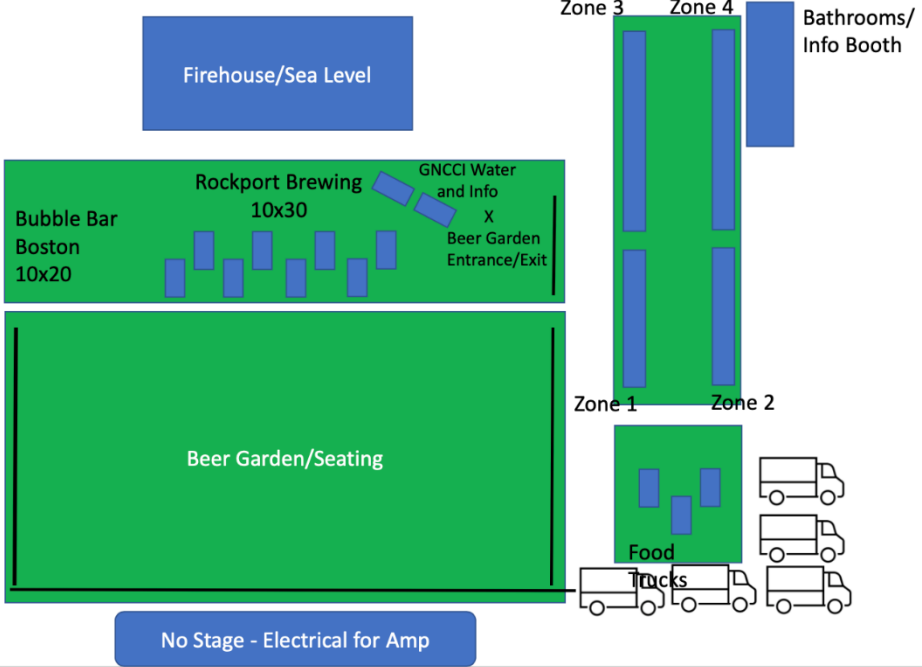 Zone 3
Zone 4
Bathrooms/
Info Booth
Firehouse/Sea Level
GNCCI Water
and Info
X
Beer Garden
Entrance/Exit
Rockport Brewing
10x30
Bubble Bar
Boston
10x20
Zone 1
Zone 2
Beer Garden/Seating
Food
Trucks
No Stage - Electrical for Amp